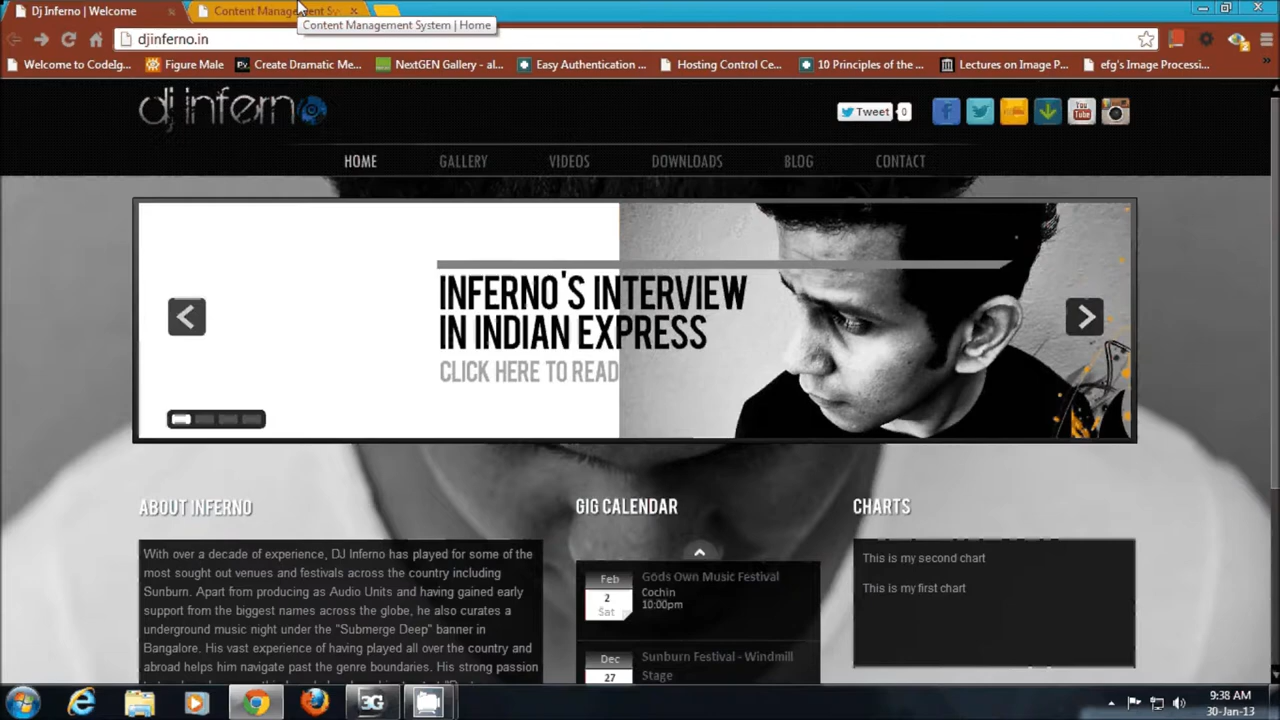 Dj Inferno | Welcome
Content Management Sy
Content Management System | Home
djinferno.in
Welcome to CodeIg...
Figure Male
Create Dramatic Me...
NextGEN Gallery - al...
Easy Authentication ...
Hosting Control Ce...
10 Principles of the ...
Lectures on Image P...
efg's Image Processi...
dj inferno
Tweet
0
You
Tube
HOME
GALLERY
VIDEOS
DOWNLOADS
BLOG
CONTACT
INFERNO'S INTERVIEW
IN INDIAN EXPRESS
CLICK HERE TO READ
ABOUT INFERNO
With over a decade of experience, DJ Inferno has played for some of the
most sought out venues and festivals across the country including
Sunburn. Apart from producing as Audio Units and having gained early
support from the biggest names across the globe, he also curates a
underground music night under the "Submerge Deep" banner in
Bangalore. His vast experience of having played all over the country and
abroad helps him navigate past the genre boundaries. His strong passion
GIG CALENDAR
Feb
2
Sat
Gods Own Music Festival
Cochin
10:00pm
Dec
27
Sunburn Festival - Windmill
Stage
CHARTS
This is my second chart
This is my first chart
3G
9:38 AM
30-Jan-13